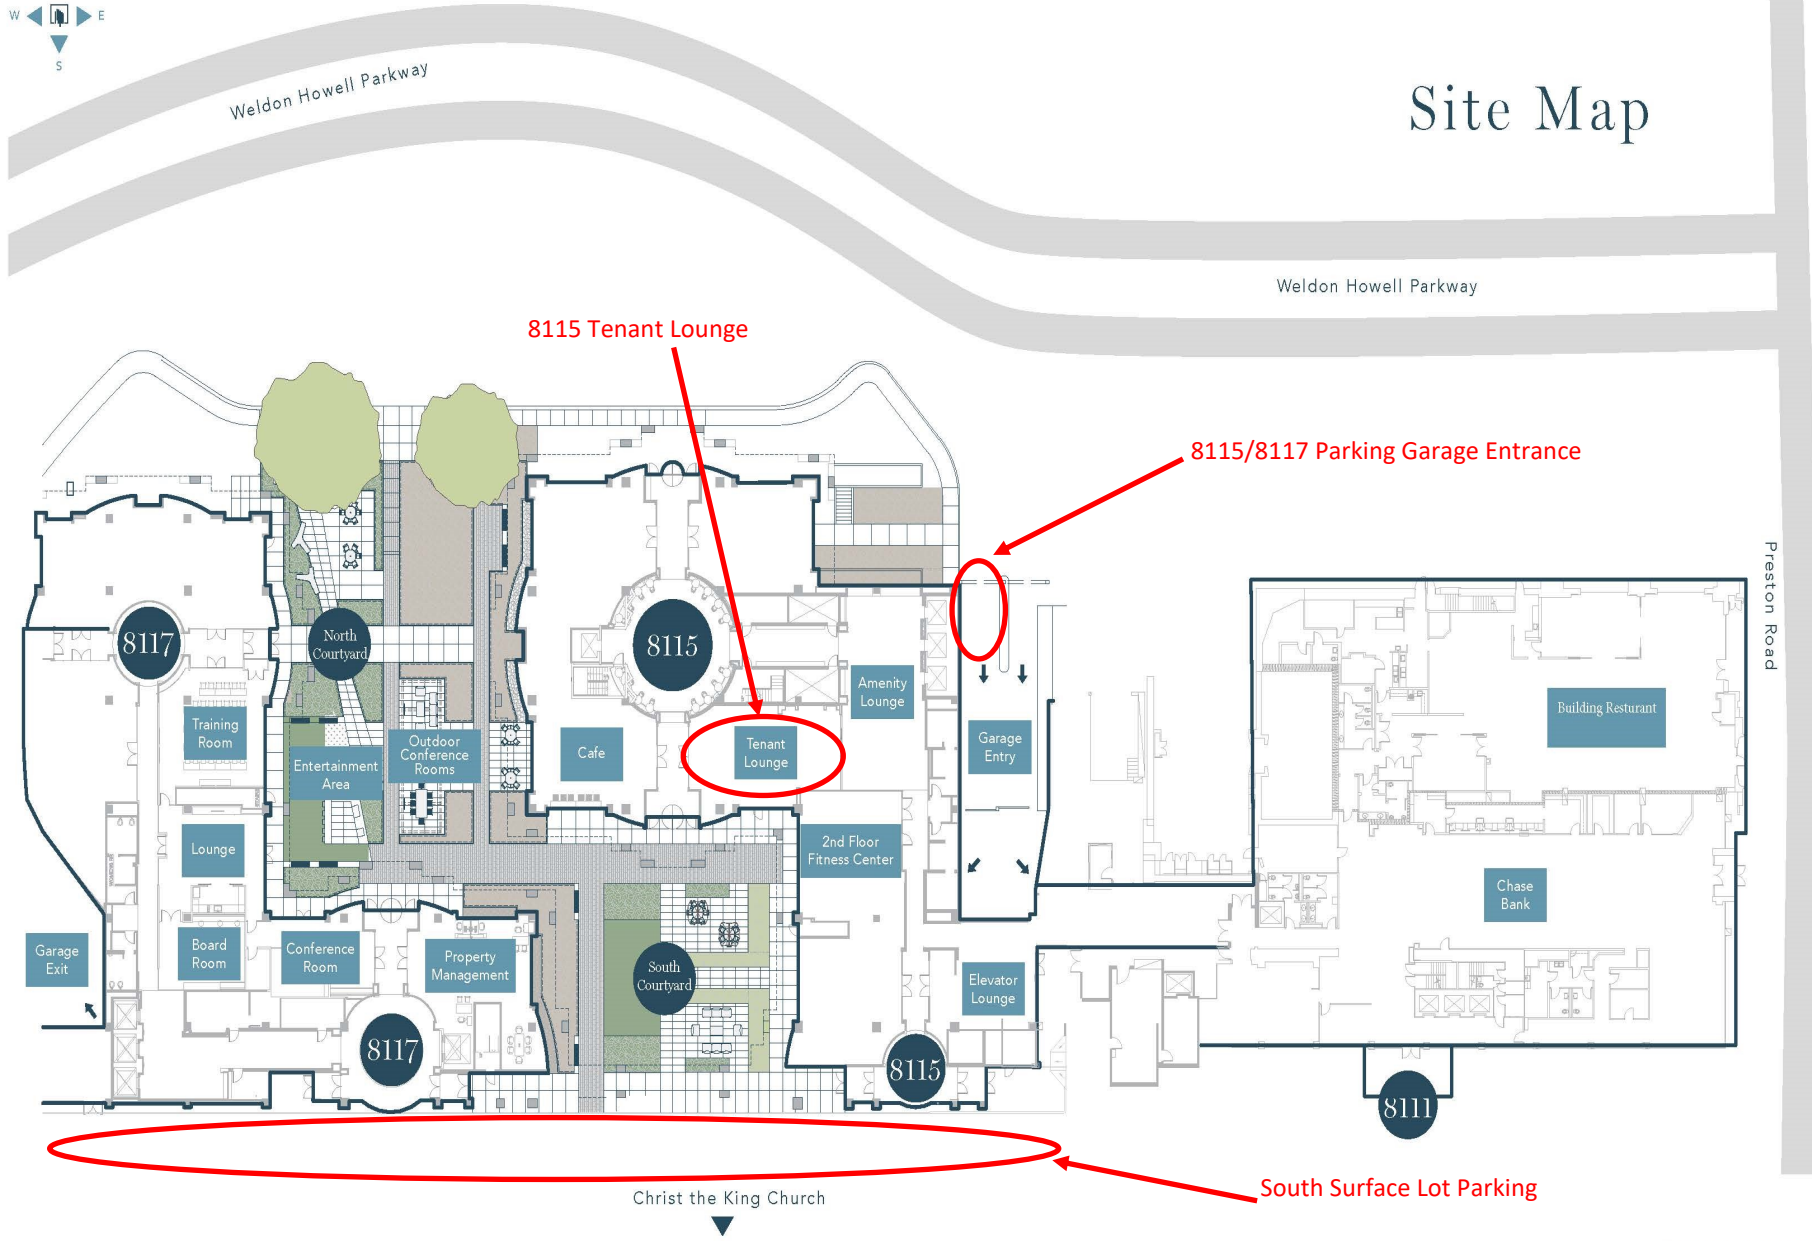 W
E
S
Weldon Howell Parkway
Site Map
Weldon Howell Parkway
8115 Tenant Lounge
8115/8117 Parking Garage Entrance
Preston Road
8117
North
Courtyard
8115
Amenity
Lounge
Building Resturant
Training
Room
Entertainment
Area
Outdoor
Conference
Rooms
Cafe
Tenant
Lounge
Garage
Entry
Lounge
2nd Floor
Fitness Center
Chase
Bank
Garage
Exit
Board
Room
Conference
Room
Property
Management
South
Courtyard
Elevator
Lounge
8117
8115
8111
South Surface Lot Parking
Christ the King Church